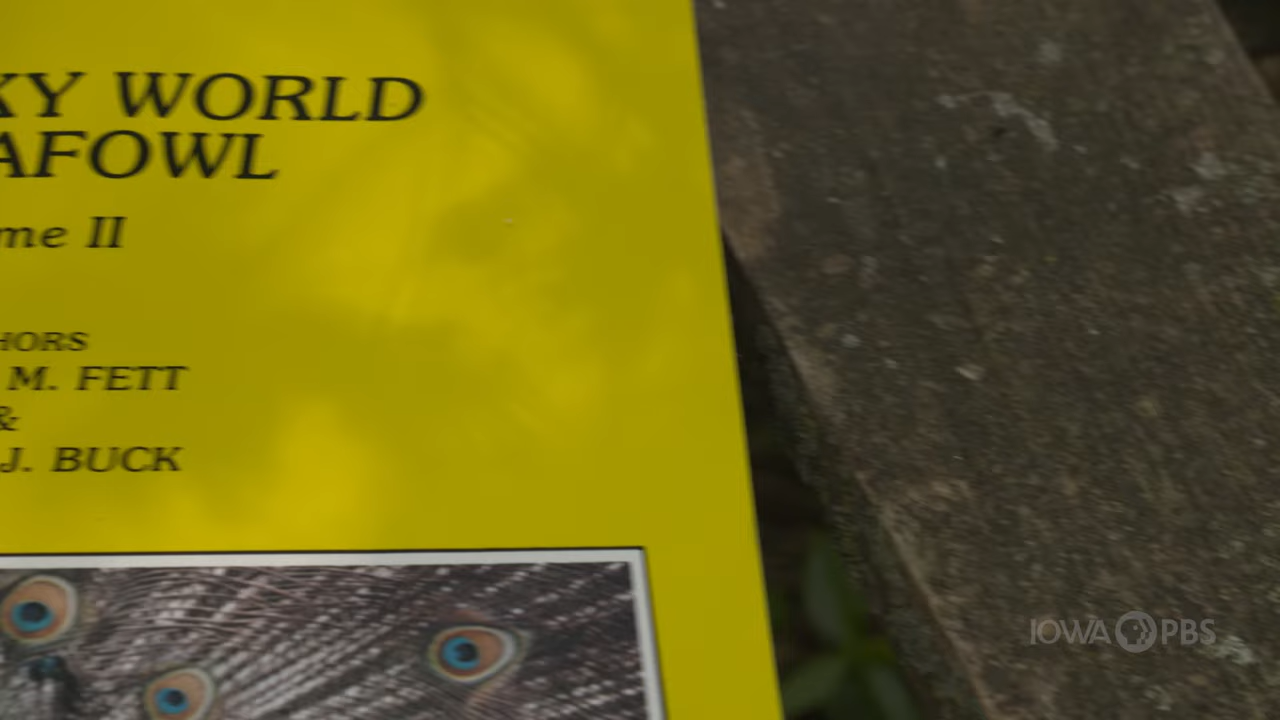 KY WORLD
AFOWL
me II
HORS
M. FETT
&
J. BUCK
IOWA PBS